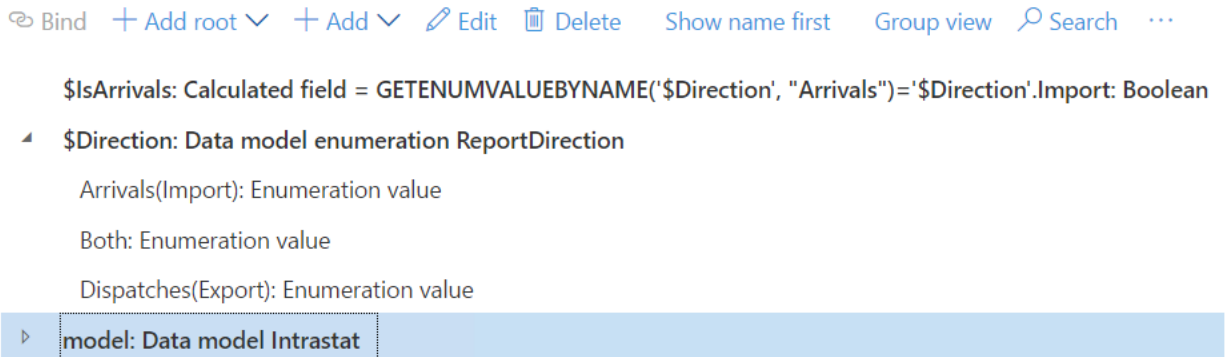 Bind + Add root + Add Edit Delete Show name first Group view Search ...
$IsArrivals: Calculated field = GETENUMVALUEBYNAME('$Direction', "Arrivals")='$Direction'.Import: Boolean
$Direction: Data model enumeration ReportDirection
Arrivals(Import): Enumeration value
Both: Enumeration value
Dispatches(Export): Enumeration value
model: Data model Intrastat